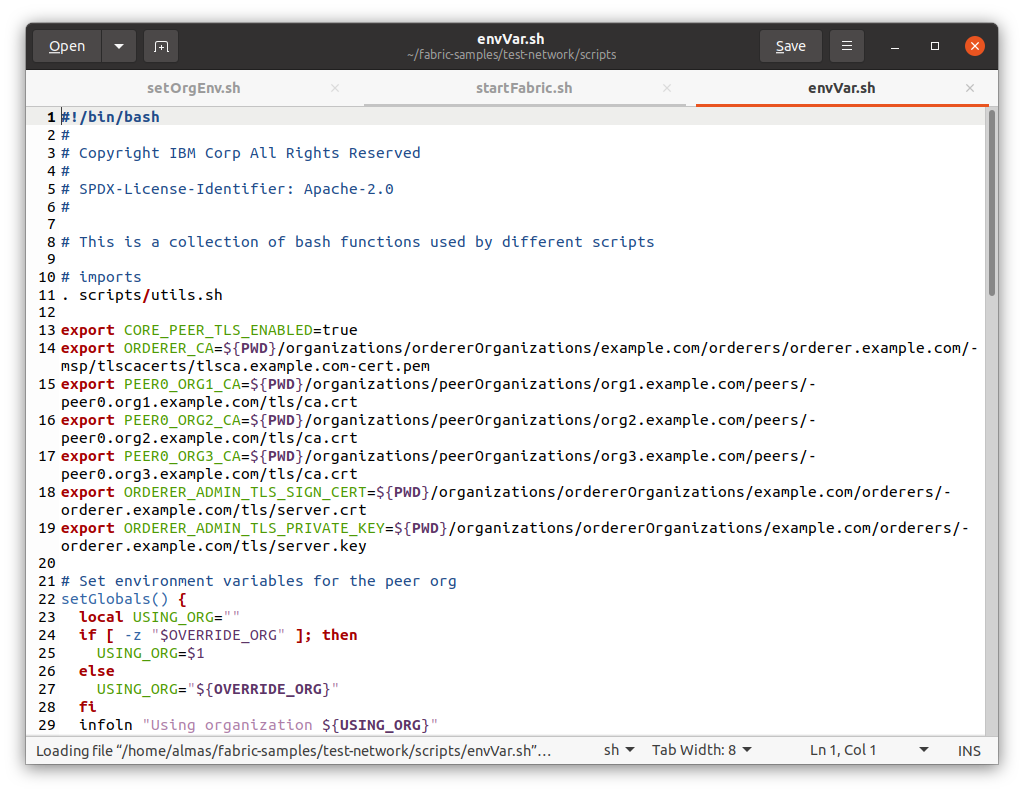 Open
envVar.sh
~/fabric-samples/test-network/scripts
Save
setOrgEnv.sh
startFabric.sh
envVar.sh
1 #!/bin/bash
2 #
3 # Copyright IBM Corp All Rights Reserved
4 #
5 # SPDX-License-Identifier: Apache-2.0
6 #
7
8 # This is a collection of bash functions used by different scripts
9
10 # imports
11 . scripts/utils.sh
12
13 export CORE_PEER_TLS_ENABLED=true
14 export ORDERER_CA=${PWD}/organizations/ordererOrganizations/example.com/orderers/orderer.example.com/-
msp/tlscacerts/tlsca.example.com-cert.pem
15 export PEER0_ORG1_CA=${PWD}/organizations/peerOrganizations/org1.example.com/peers/-
peer0.org1.example.com/tls/ca.crt
16 export PEER0_ORG2_CA=${PWD}/organizations/peerOrganizations/org2.example.com/peers/-
peer0.org2.example.com/tls/ca.crt
17 export PEER0_ORG3_CA=${PWD}/organizations/peerOrganizations/org3.example.com/peers/-
peer0.org3.example.com/tls/ca.crt
18 export ORDERER_ADMIN_TLS_SIGN_CERT=${PWD}/organizations/ordererOrganizations/example.com/orderers/-
orderer.example.com/tls/server.crt
19 export ORDERER_ADMIN_TLS_PRIVATE_KEY=${PWD}/organizations/ordererOrganizations/example.com/orderers/-
orderer.example.com/tls/server.key
20
21 # Set environment variables for the peer org
22 setGlobals() {
23   local USING_ORG=""
24   if [ -z "$OVERRIDE_ORG" ]; then
25     USING_ORG=$1
26   else
27     USING_ORG="${OVERRIDE_ORG}"
28   fi
29   infoln "Using organization ${USING_ORG}"
Loading file “/home/almas/fabric-samples/test-network/scripts/envVar.sh”… sh Tab Width: 8 Ln 1, Col 1 INS